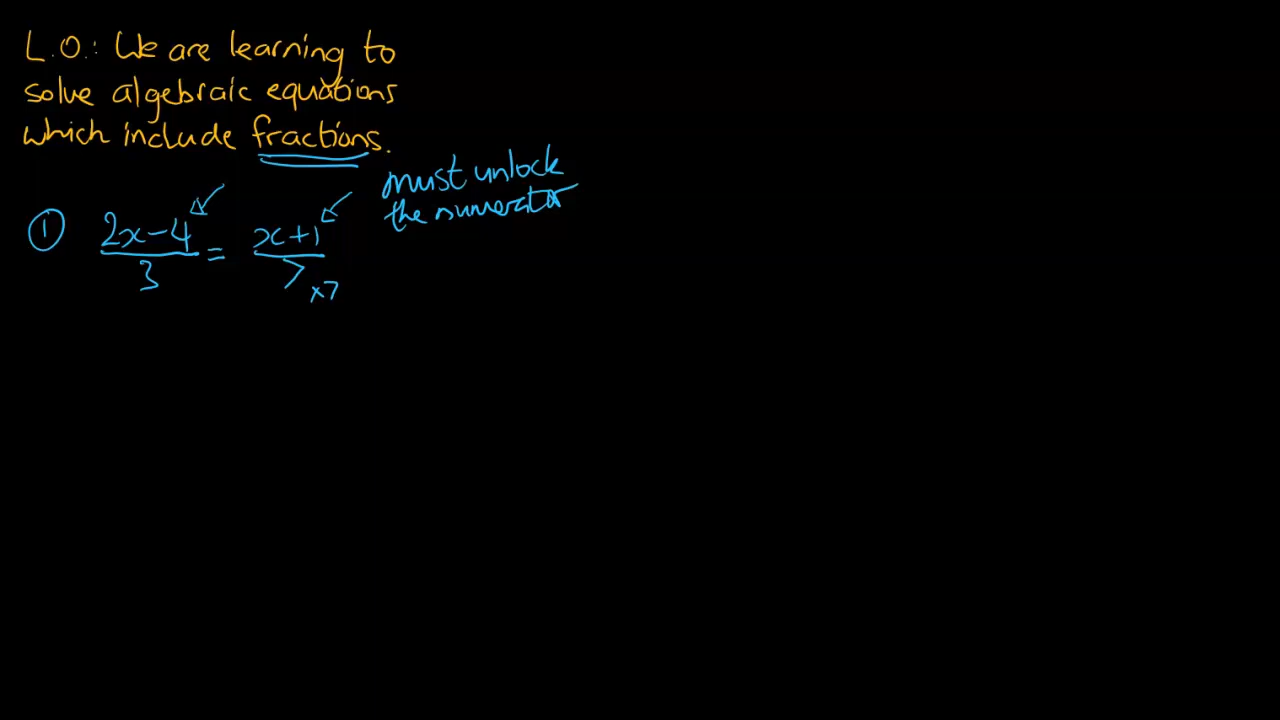 L.O.: We are learning to
solve algebraic equations
which include fractions.
must unlock
the numerator
① 2x-4/3 = x+1/7
×7